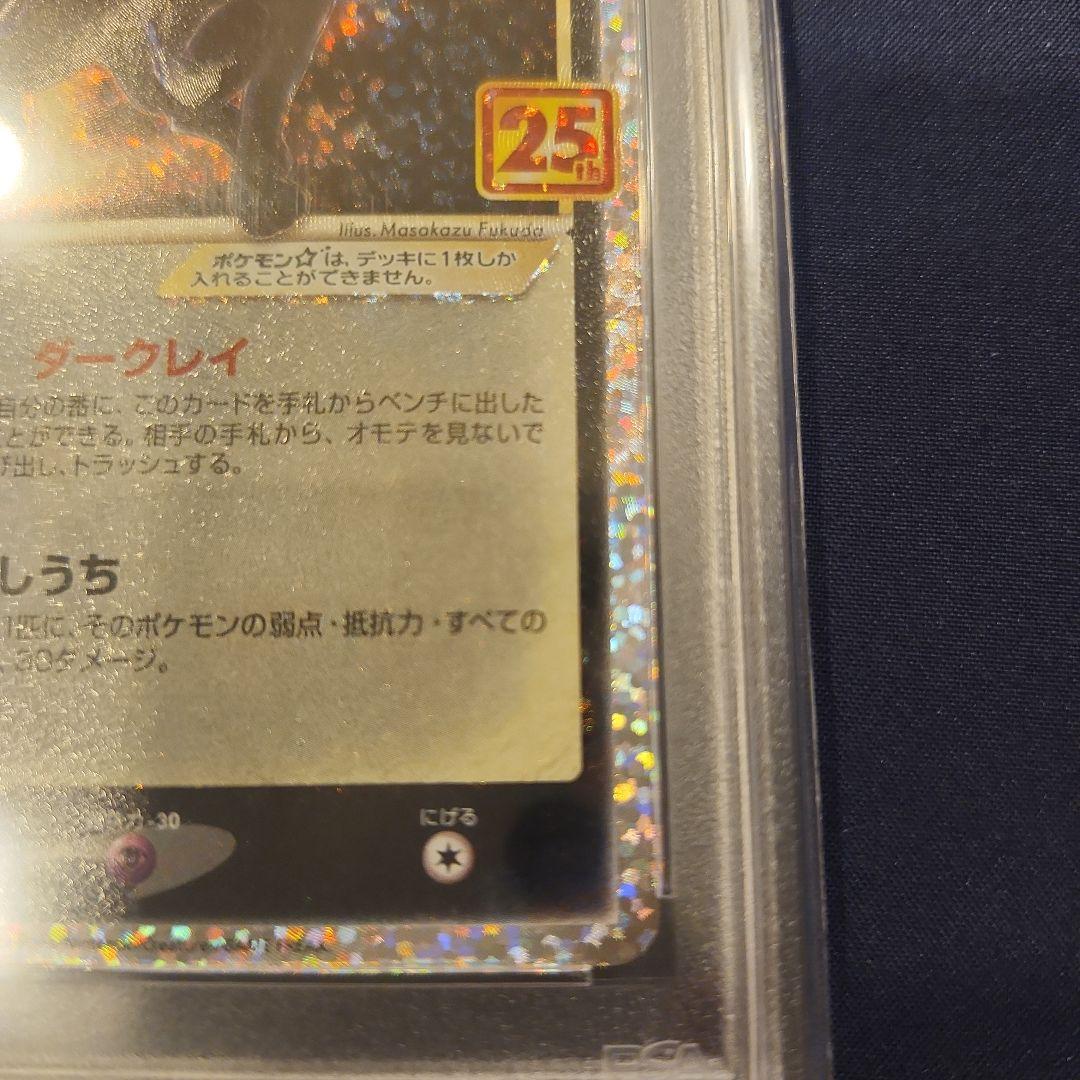 25th
Illus. Masakazu Fukuda
ポケモン☆は、デッキに1枚しか
入れることができません。
ダークレイ
自分の番に、このカードを手札からベンチに出した
ことができる。相手の手札から、オモテを見ないで
び出し、トラッシュする。
しうち
1匹に、そのポケモンの弱点・抵抗力・すべての
、30ダメージ。
-30
にげる
PSA